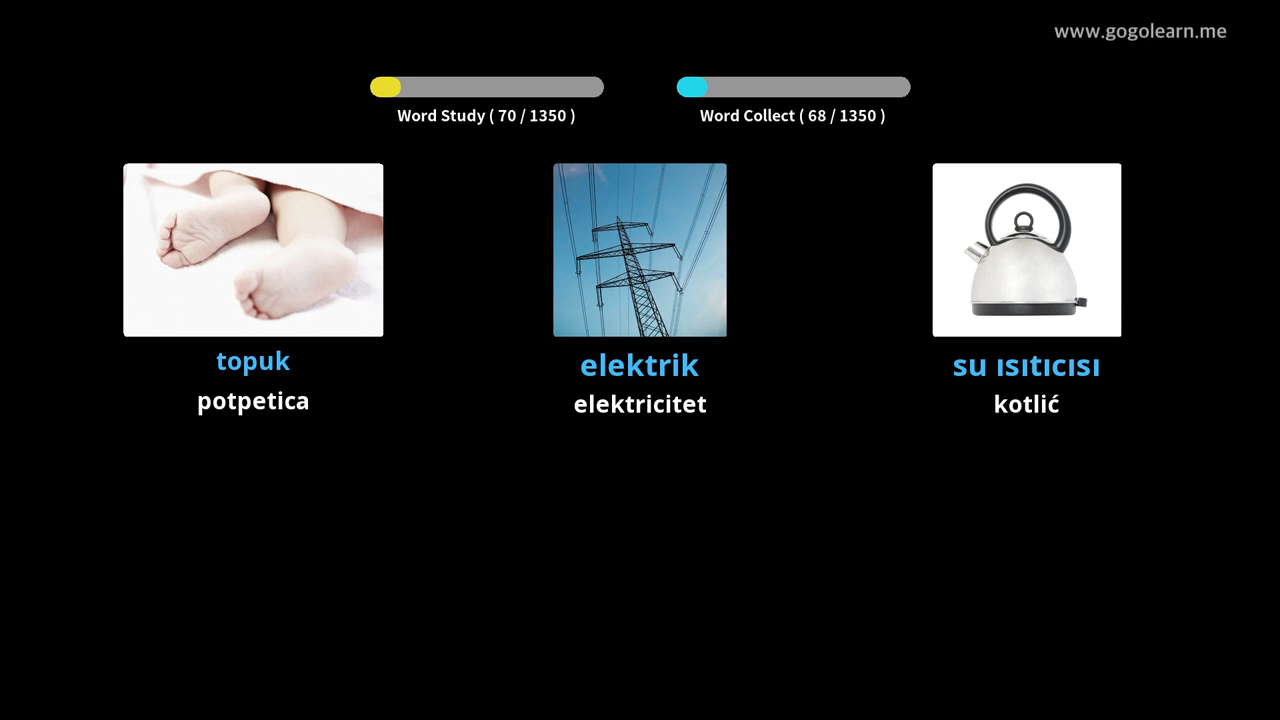 www.gogolearn.me
Word Study ( 70 / 1350 )
Word Collect ( 68 / 1350 )
topuk
potpetica
elektrik
elektricitet
su ısıtıcısı
kotlić